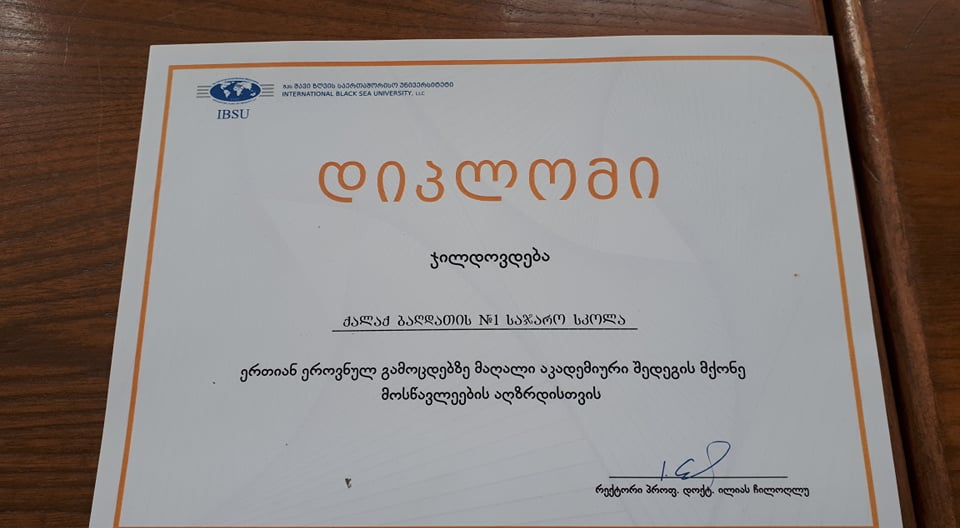 შპს შავი ზღვის საერთაშორისო უნივერსიტეტი
INTERNATIONAL BLACK SEA UNIVERSITY, LLC
IBSU
დიპლომი
ჯილდოვდება
ქალაქ ბაღდათის №1 საჯარო სკოლა
ერთიან ეროვნულ გამოცდებზე მაღალი აკადემიური შედეგის მქონე
მოსწავლეების აღზრდისთვის
რექტორი პროფ. დოქტ. ილიას ჩილოღლუ